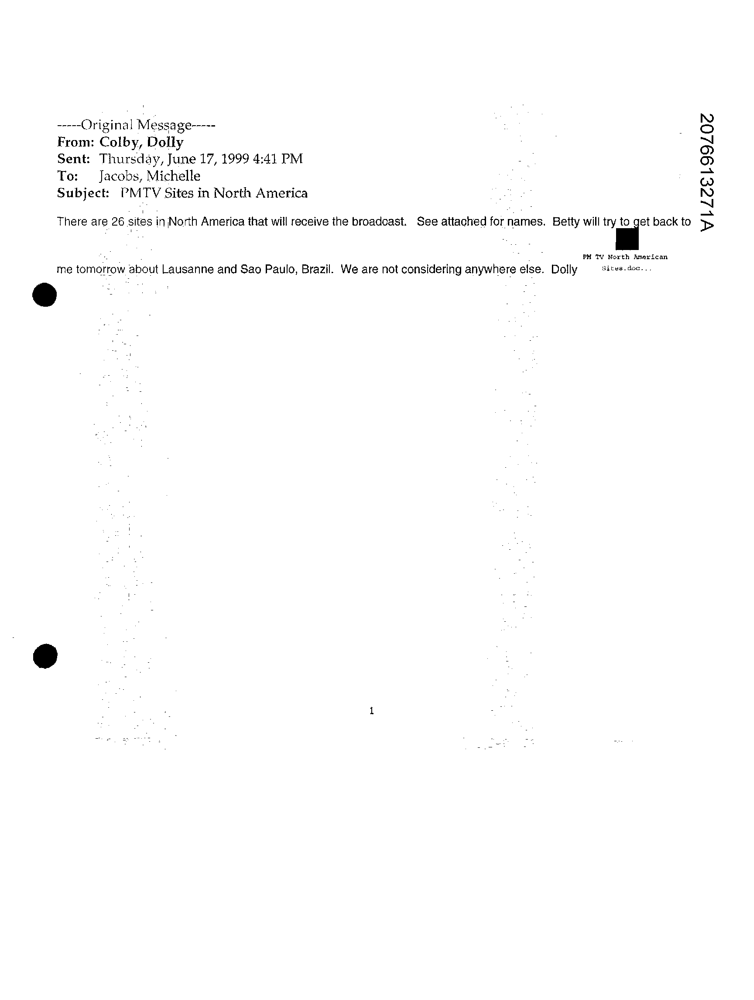 -----Original Message-----
From: Colby, Dolly
Sent: Thursday, June 17, 1999 4:41 PM
To: Jacobs, Michelle
Subject: PMTV Sites in North America
There are 26 sites in North America that will receive the broadcast. See attached for names. Betty will try to get back to
PM TV North American
Sites.doc...
me tomorrow about Lausanne and Sao Paulo, Brazil. We are not considering anywhere else. Dolly
1
2076613271A